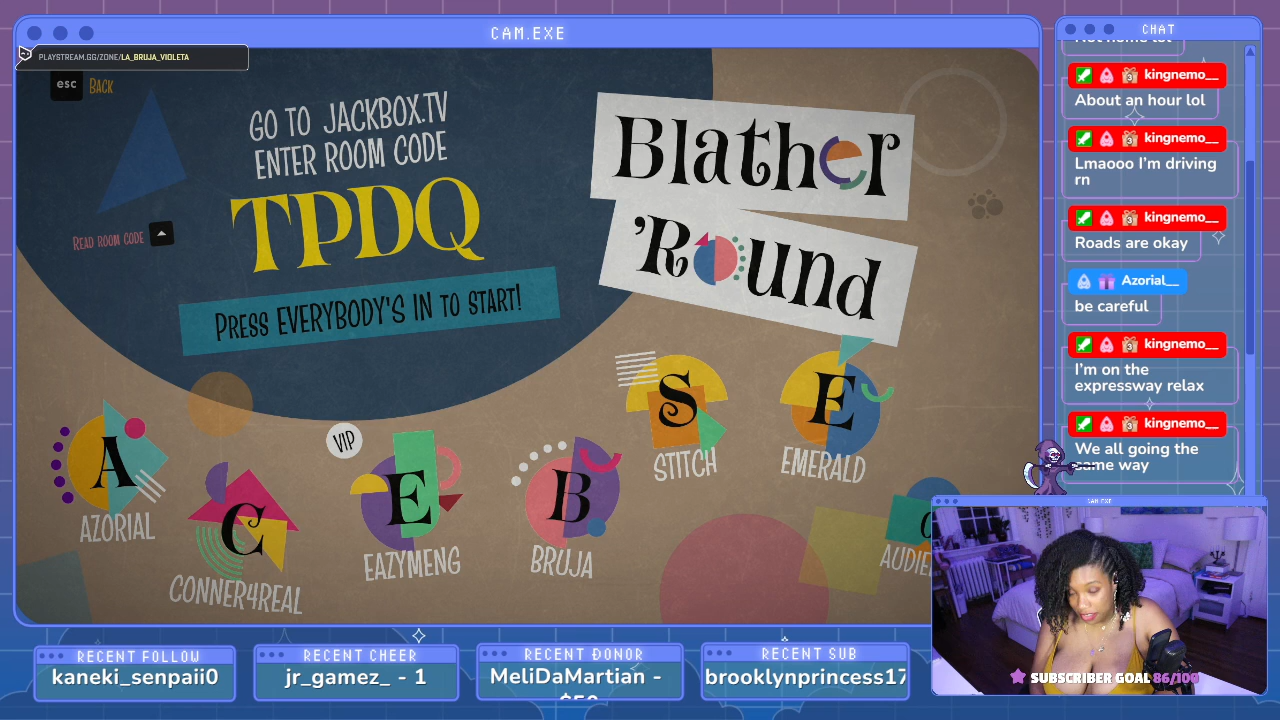 CAM.EXE
PLAYSTREAM.GG/ZONE/LA_BRUJA_VIOLETA
esc BACK
GO TO JACKBOX.TV
ENTER ROOM CODE
TPDQ
READ ROOM CODE
PRESS EVERYBODY'S IN TO START!
Blather
'Round
A
AZORIAL
C
CONNER4REAL
VIP
E
EAZYMENG
B
BRUJA
S
STITCH
E
EMERALD
CHAT
kingnemo__
About an hour lol
kingnemo__
Lmaooo I'm driving
rn
kingnemo__
Roads are okay
Azorial__
be careful
kingnemo__
I'm on the
expressway relax
kingnemo__
We all going the
same way
CAM.EXE
SUBSCRIBER GOAL 86/100
RECENT FOLLOW
kaneki_senpaii0
RECENT CHEER
jr_gamez_ - 1
RECENT DONOR
MeliDaMartian -
RECENT SUB
brooklynprincess17